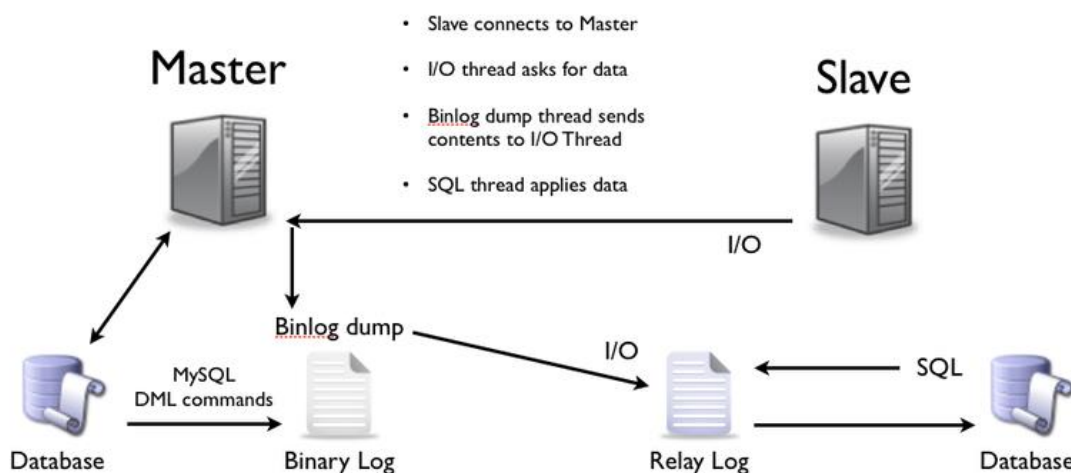 • Slave connects to Master
• I/O thread asks for data
• Binlog dump thread sends
contents to I/O Thread
• SQL thread applies data
Master
Slave
I/O
Binlog dump
I/O
SQL
MySQL
DML commands
Database
Binary Log
Relay Log
Database